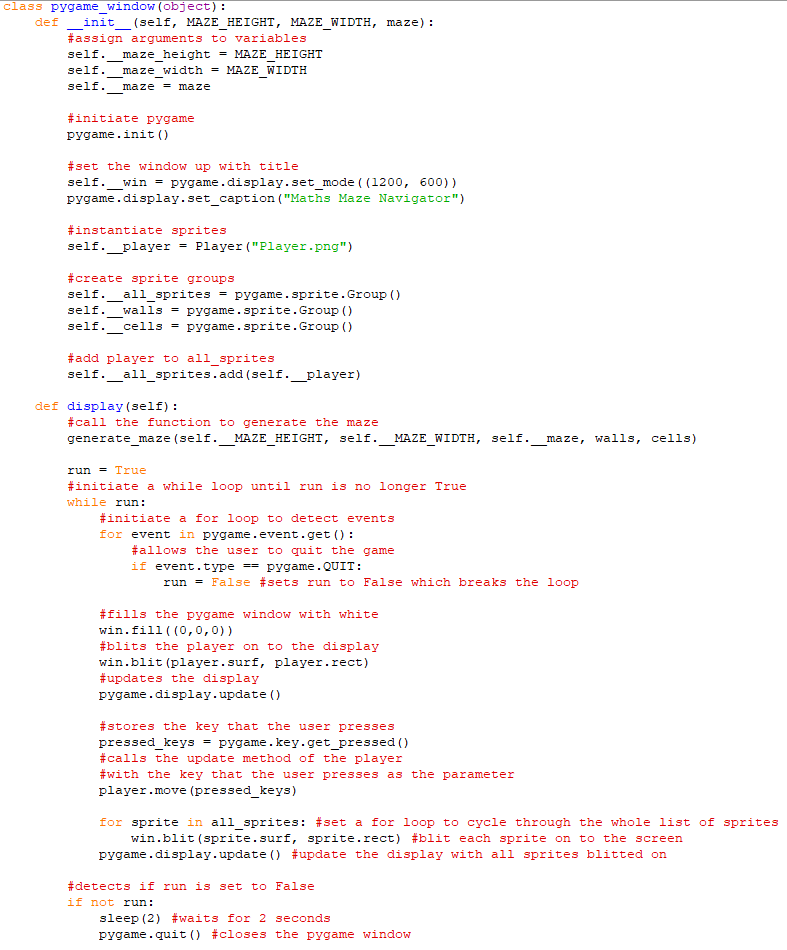 class pygame_window(object):
    def __init__(self, MAZE_HEIGHT, MAZE_WIDTH, maze):
        #assign arguments to variables
        self.__maze_height = MAZE_HEIGHT
        self.__maze_width = MAZE_WIDTH
        self.__maze = maze

        #initiate pygame
        pygame.init()

        #set the window up with title
        self.__win = pygame.display.set_mode((1200, 600))
        pygame.display.set_caption("Maths Maze Navigator")

        #instantiate sprites
        self.__player = Player("Player.png")

        #create sprite groups
        self.__all_sprites = pygame.sprite.Group()
        self.__walls = pygame.sprite.Group()
        self.__cells = pygame.sprite.Group()

        #add player to all_sprites
        self.__all_sprites.add(self.__player)

    def display(self):
        #call the function to generate the maze
        generate_maze(self.__MAZE_HEIGHT, self.__MAZE_WIDTH, self.__maze, walls, cells)

        run = True
        #initiate a while loop until run is no longer True
        while run:
            #initiate a for loop to detect events
            for event in pygame.event.get():
                #allows the user to quit the game
                if event.type == pygame.QUIT:
                    run = False #sets run to False which breaks the loop

            #fills the pygame window with white
            win.fill((0,0,0))
            #blits the player on to the display
            win.blit(player.surf, player.rect)
            #updates the display
            pygame.display.update()

            #stores the key that the user presses
            pressed_keys = pygame.key.get_pressed()
            #calls the update method of the player
            #with the key that the user presses as the parameter
            player.move(pressed_keys)

            for sprite in all_sprites: #set a for loop to cycle through the whole list of sprites
                win.blit(sprite.surf, sprite.rect) #blit each sprite on to the screen
            pygame.display.update() #update the display with all sprites blitted on

        #detects if run is set to False
        if not run:
            sleep(2) #waits for 2 seconds
            pygame.quit() #closes the pygame window